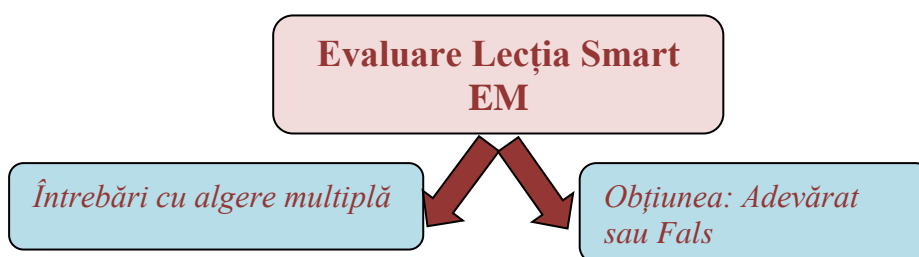 Evaluare Lecția Smart
EM
Întrebări cu algere multiplă
Obțiunea: Adevărat
sau Fals